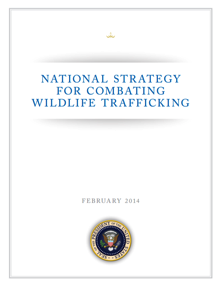 NATIONAL STRATEGY
FOR COMBATING
WILDLIFE TRAFFICKING
FEBRUARY 2014